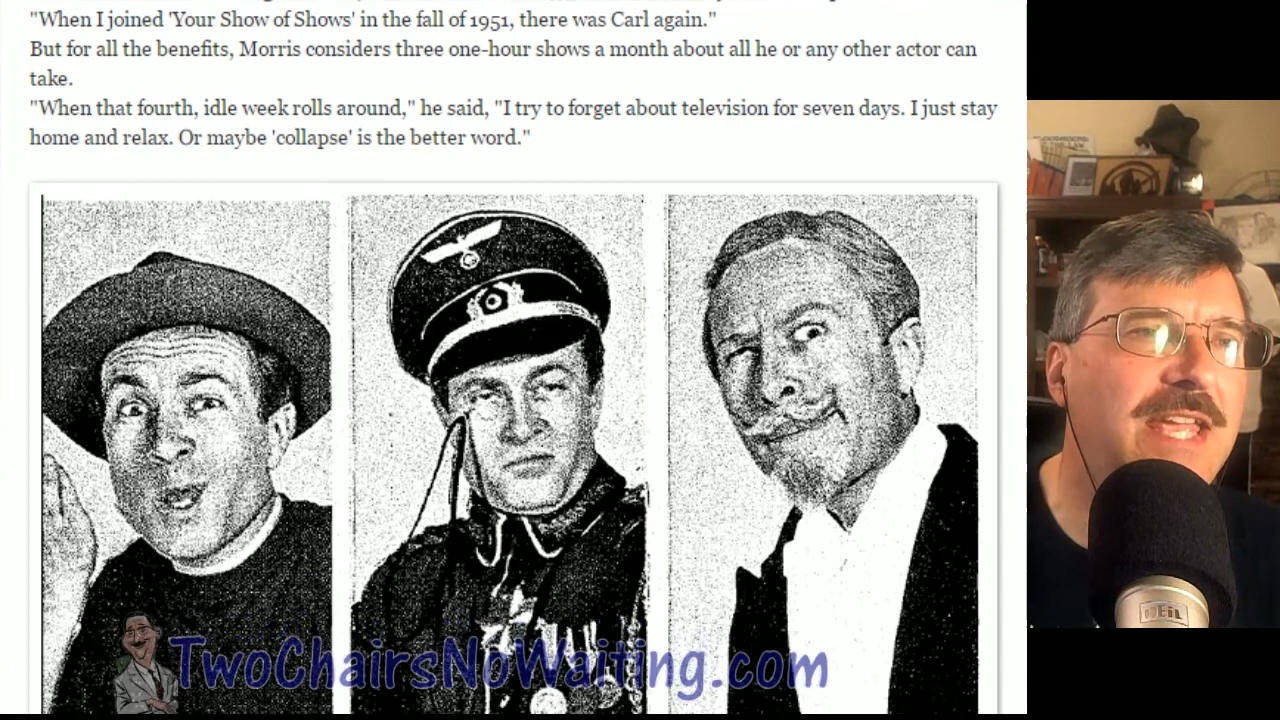 "When I joined 'Your Show of Shows' in the fall of 1951, there was Carl again."
But for all the benefits, Morris considers three one-hour shows a month about all he or any other actor can
take.
"When that fourth, idle week rolls around," he said, "I try to forget about television for seven days. I just stay
home and relax. Or maybe 'collapse' is the better word."
TwoChairsNoWaiting.com
HEiL